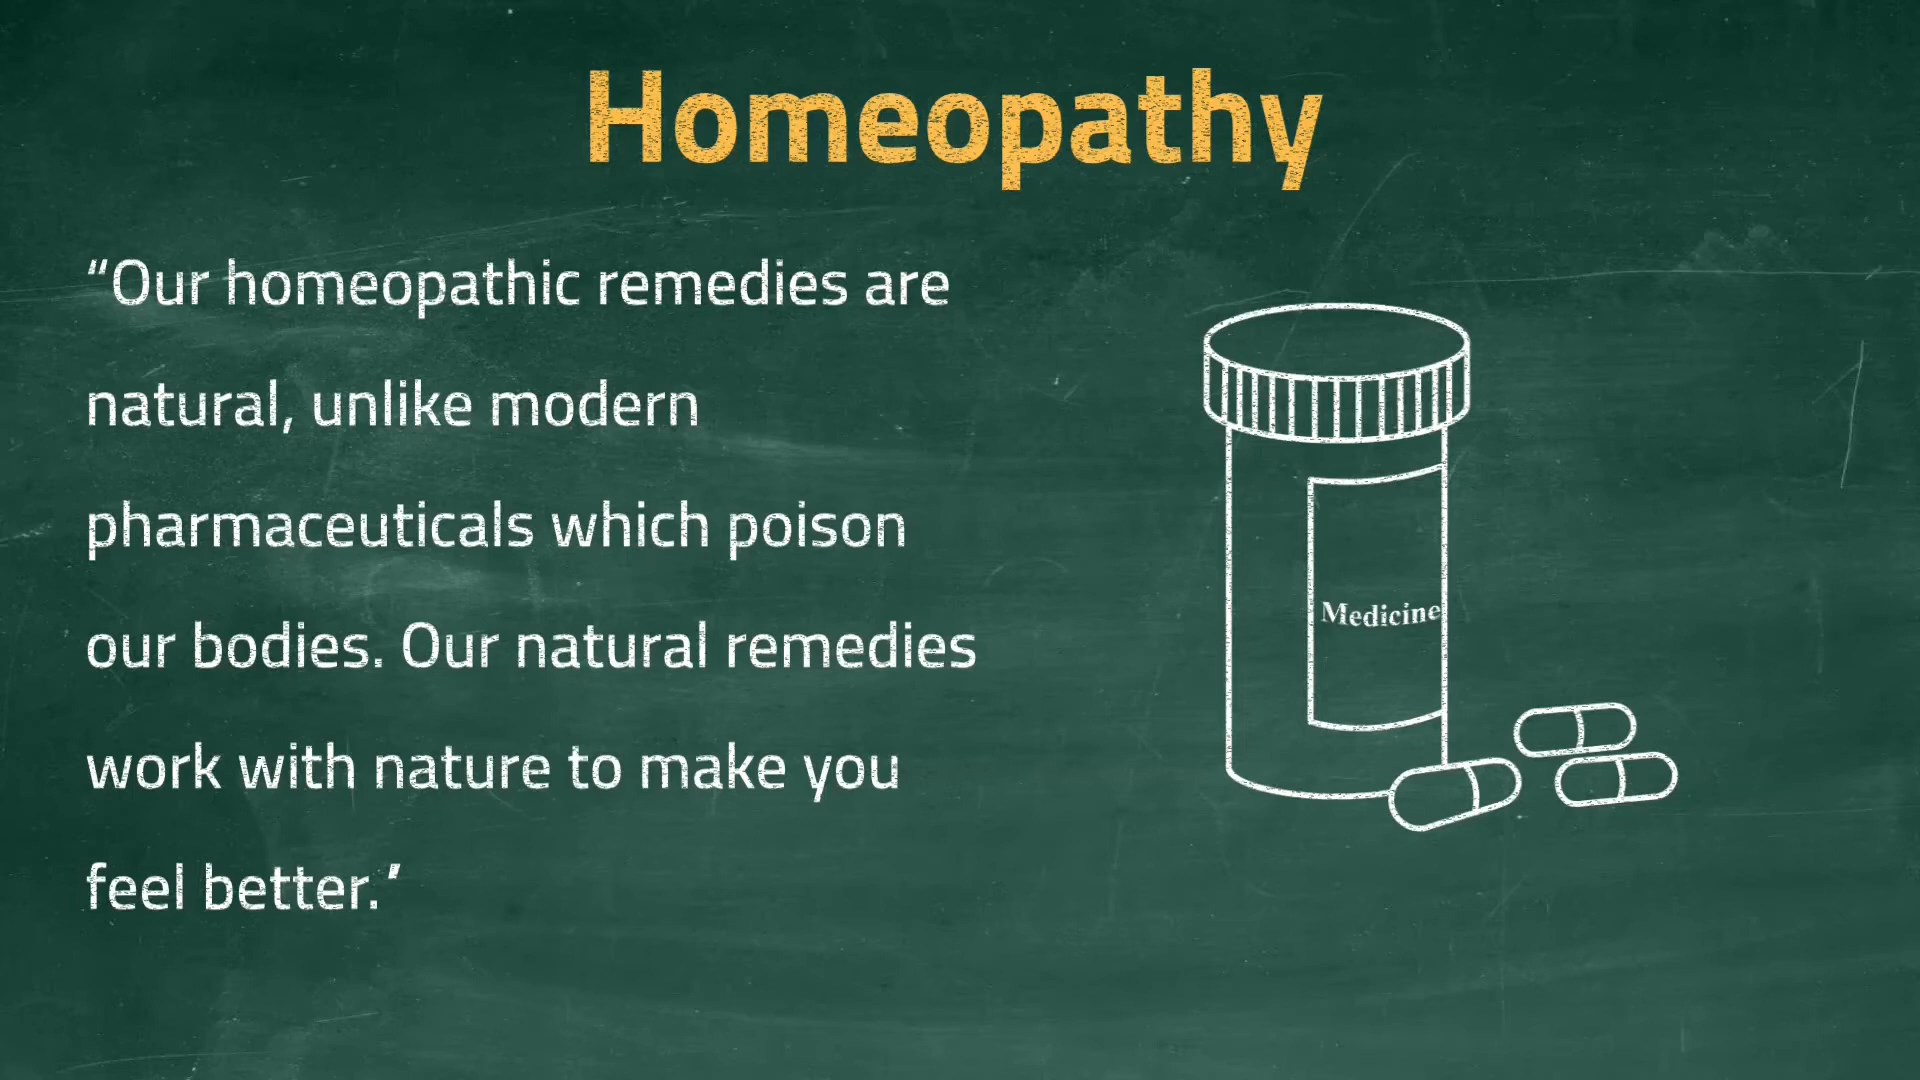 Homeopathy
“Our homeopathic remedies are
natural, unlike modern
pharmaceuticals which poison
our bodies. Our natural remedies
work with nature to make you
feel better.’
Medicine